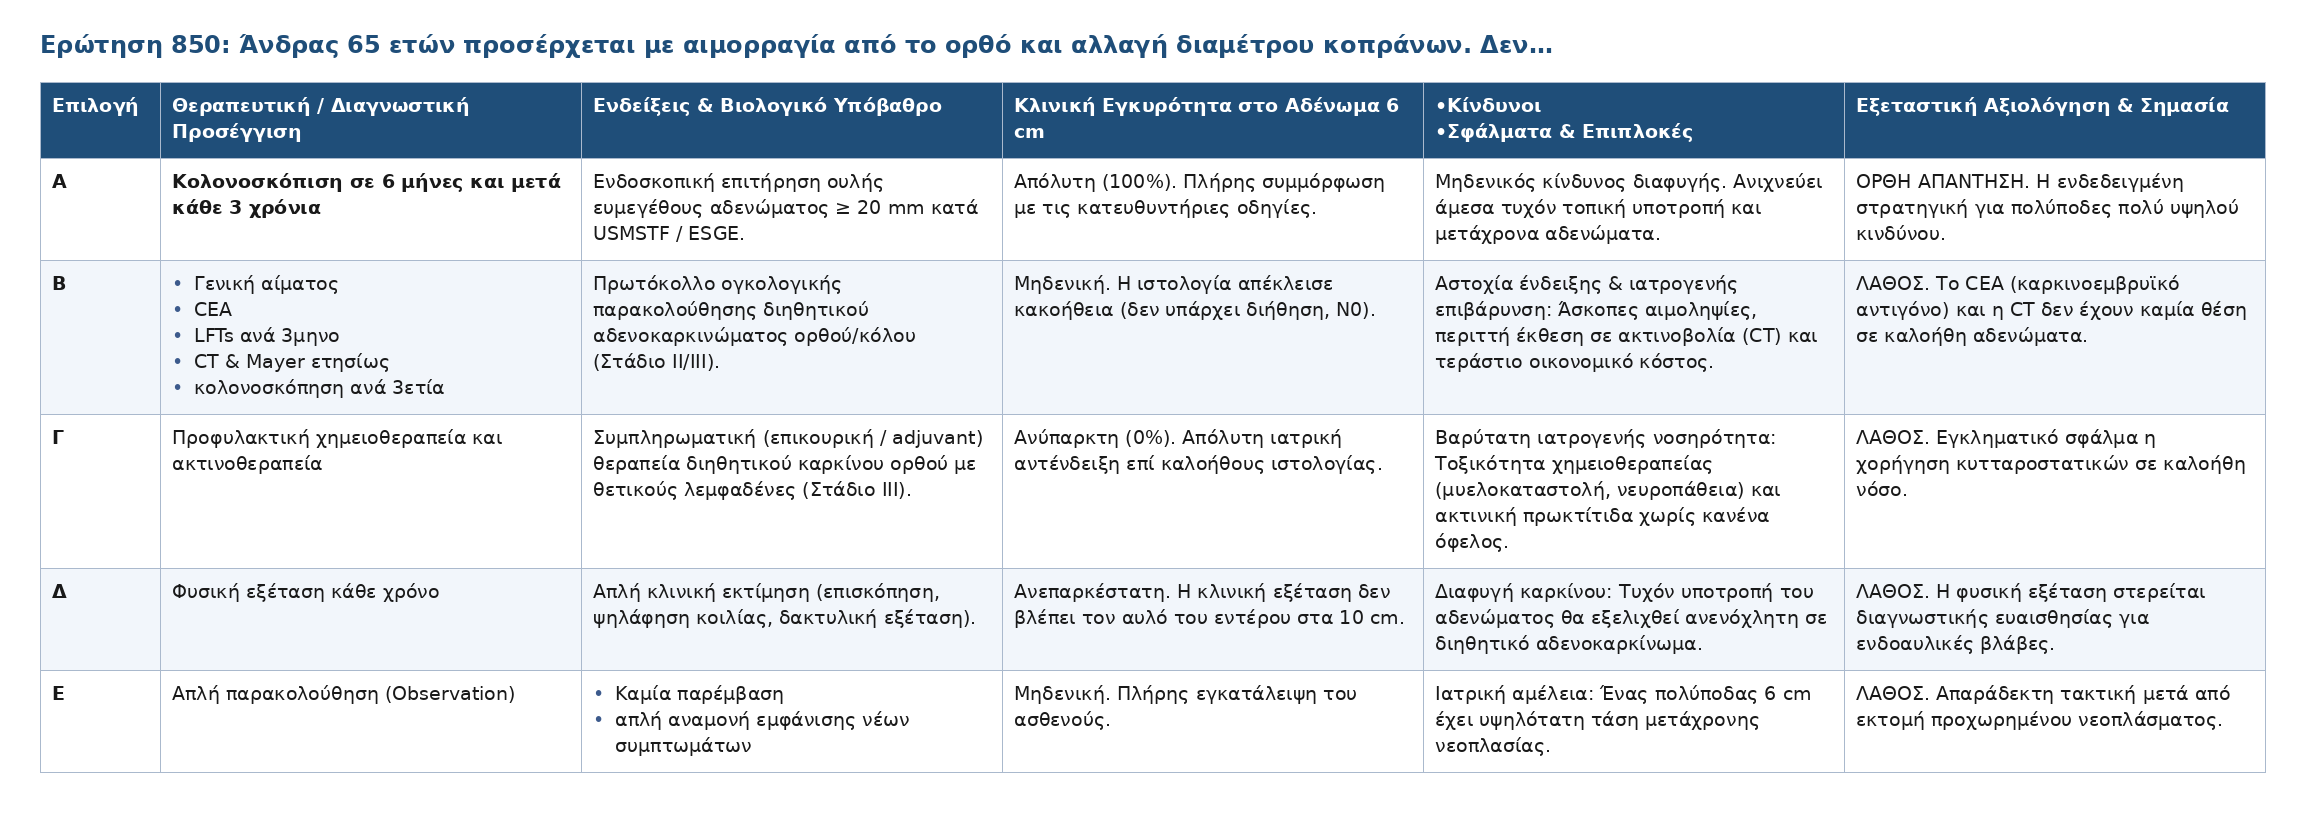 Ερώτηση 850: Άνδρας 65 ετών προσέρχεται με αιμορραγία από το ορθό και αλλαγή διαμέτρου κοπράνων. Δεν…
Επιλογή
Θεραπευτική / Διαγνωστική
Προσέγγιση
Ενδείξεις & Βιολογικό Υπόβαθρο
Κλινική Εγκυρότητα στο Αδένωμα 6
cm
•Κίνδυνοι
•Σφάλματα & Επιπλοκές
Εξεταστική Αξιολόγηση & Σημασία
Α
Κολονοσκόπιση σε 6 μήνες και μετά
κάθε 3 χρόνια
Ενδοσκοπική επιτήρηση ουλής
ευμεγέθους αδενώματος ≥ 20 mm κατά
USMSTF / ESGE.
Απόλυτη (100%). Πλήρης συμμόρφωση
με τις κατευθυντήριες οδηγίες.
Μηδενικός κίνδυνος διαφυγής. Ανιχνεύει
άμεσα τυχόν τοπική υποτροπή και
μετάχρονα αδενώματα.
ΟΡΘΗ ΑΠΑΝΤΗΣΗ. Η ενδεδειγμένη
στρατηγική για πολύποδες πολύ υψηλού
κινδύνου.
Β
• Γενική αίματος
• CEA
• LFTs ανά 3μηνο
• CT & Mayer ετησίως
• κολονοσκόπηση ανά 3ετία
Πρωτόκολλο ογκολογικής
παρακολούθησης διηθητικού
αδενοκαρκινώματος ορθού/κόλου
(Στάδιο II/III).
Μηδενική. Η ιστολογία απέκλεισε
κακοήθεια (δεν υπάρχει διήθηση, N0).
Αστοχία ένδειξης & ιατρογενής
επιβάρυνση: Άσκοπες αιμοληψίες,
περιττή έκθεση σε ακτινοβολία (CT) και
τεράστιο οικονομικό κόστος.
ΛΑΘΟΣ. Το CEA (καρκινοεμβρυϊκό
αντιγόνο) και η CT δεν έχουν καμία θέση
σε καλοήθη αδενώματα.
Γ
Προφυλακτική χημειοθεραπεία και
ακτινοθεραπεία
Συμπληρωματική (επικουρική / adjuvant)
θεραπεία διηθητικού καρκίνου ορθού με
θετικούς λεμφαδένες (Στάδιο III).
Ανύπαρκτη (0%). Απόλυτη ιατρική
αντένδειξη επί καλοήθους ιστολογίας.
Βαρύτατη ιατρογενής νοσηρότητα:
Τοξικότητα χημειοθεραπείας
(μυελοκαταστολή, νευροπάθεια) και
ακτινική πρωκτίτιδα χωρίς κανένα
όφελος.
ΛΑΘΟΣ. Εγκληματικό σφάλμα η
χορήγηση κυτταροστατικών σε καλοήθη
νόσο.
Δ
Φυσική εξέταση κάθε χρόνο
Απλή κλινική εκτίμηση (επισκόπηση,
ψηλάφηση κοιλίας, δακτυλική εξέταση).
Ανεπαρκέστατη. Η κλινική εξέταση δεν
βλέπει τον αυλό του εντέρου στα 10 cm.
Διαφυγή καρκίνου: Τυχόν υποτροπή του
αδενώματος θα εξελιχθεί ανενόχλητη σε
διηθητικό αδενοκαρκίνωμα.
ΛΑΘΟΣ. Η φυσική εξέταση στερείται
διαγνωστικής ευαισθησίας για
ενδοαυλικές βλάβες.
Ε
Απλή παρακολούθηση (Observation)
• Καμία παρέμβαση
• απλή αναμονή εμφάνισης νέων
συμπτωμάτων
Μηδενική. Πλήρης εγκατάλειψη του
ασθενούς.
Ιατρική αμέλεια: Ένας πολύποδας 6 cm
έχει υψηλότατη τάση μετάχρονης
νεοπλασίας.
ΛΑΘΟΣ. Απαράδεκτη τακτική μετά από
εκτομή προχωρημένου νεοπλάσματος.